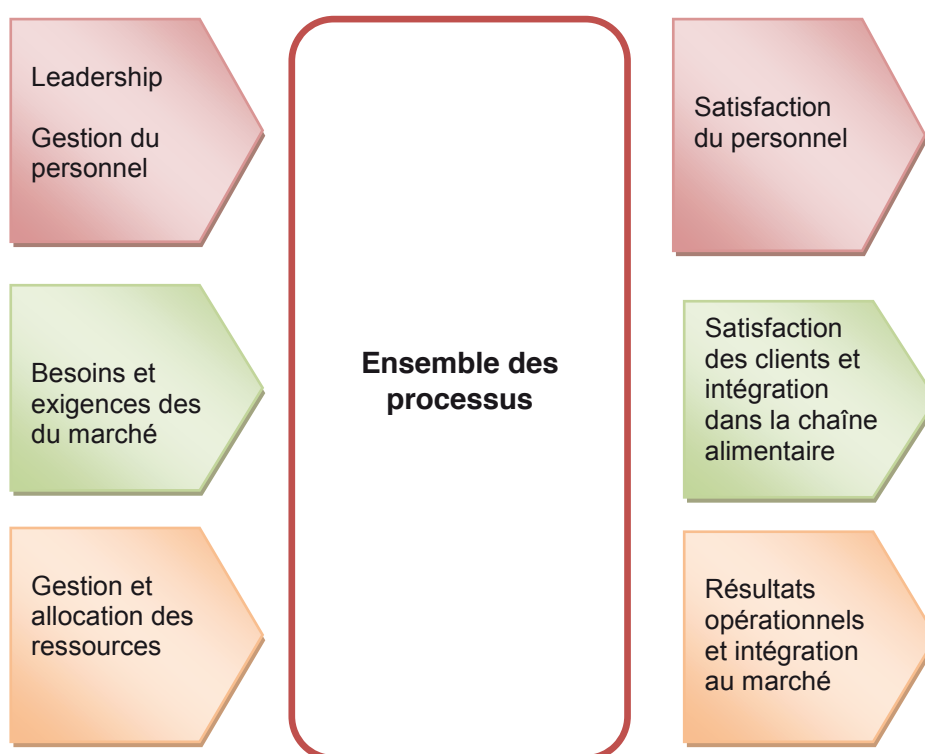 Leadership
Gestion du
personnel
Satisfaction
du personnel
Besoins et
exigences des
du marché
Ensemble des
processus
Satisfaction
des clients et
intégration
dans la chaîne
alimentaire
Gestion et
allocation des
ressources
Résultats
opérationnels
et intégration
au marché